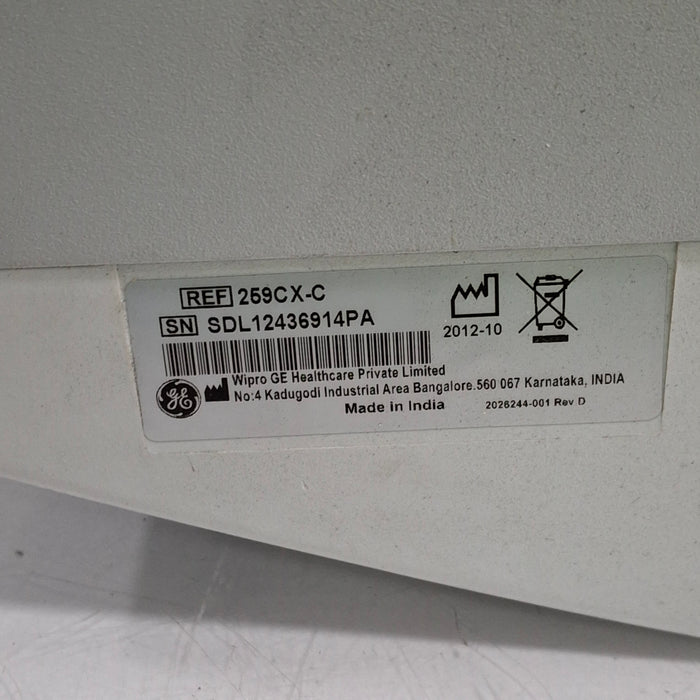 REF 259CX-C
SN SDL12436914PA
2012-10
Wipro GE Healthcare Private Limited
No:4 Kadugodi Industrial Area Bangalore.560 067 Karnataka, INDIA
GE
Made in India
2026244-001 Rev D